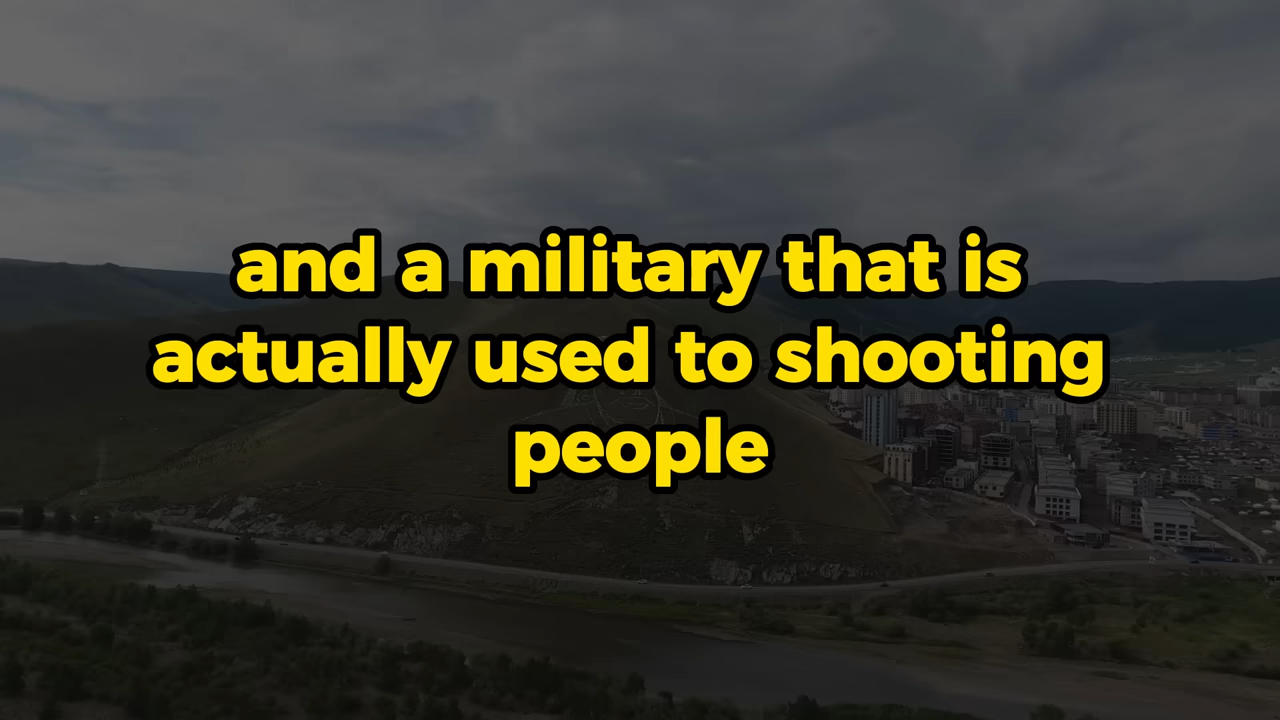 and a military that is
actually used to shooting
people